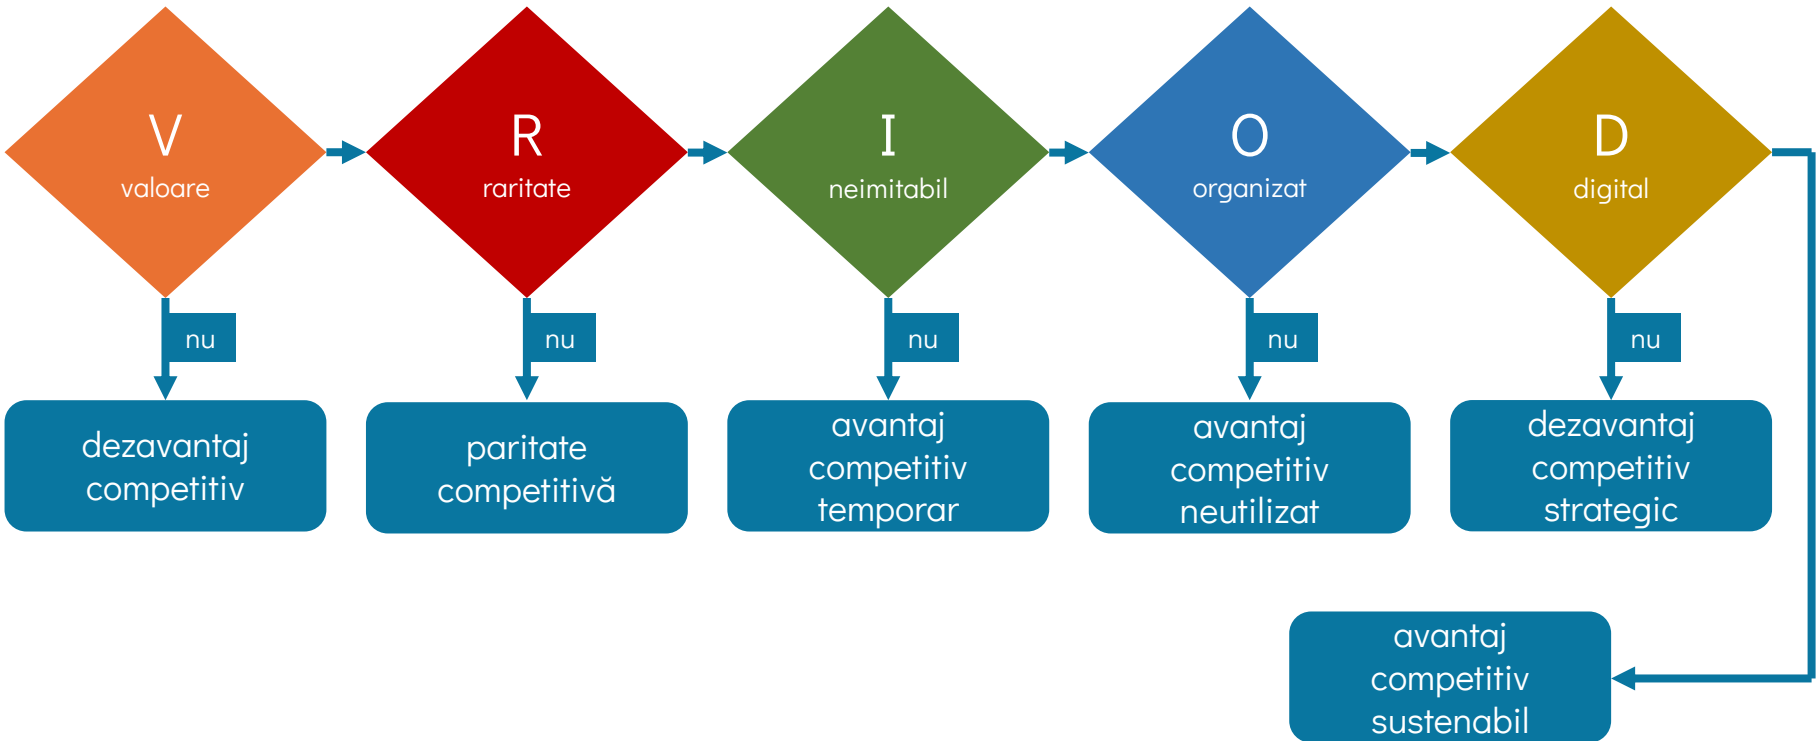 V
valoare
R
raritate
I
neimitabil
O
organizat
D
digital
nu
nu
nu
nu
nu
dezavantaj
competitiv
paritate
competitivă
avantaj
competitiv
temporar
avantaj
competitiv
neutilizat
dezavantaj
competitiv
strategic
avantaj
competitiv
sustenabil